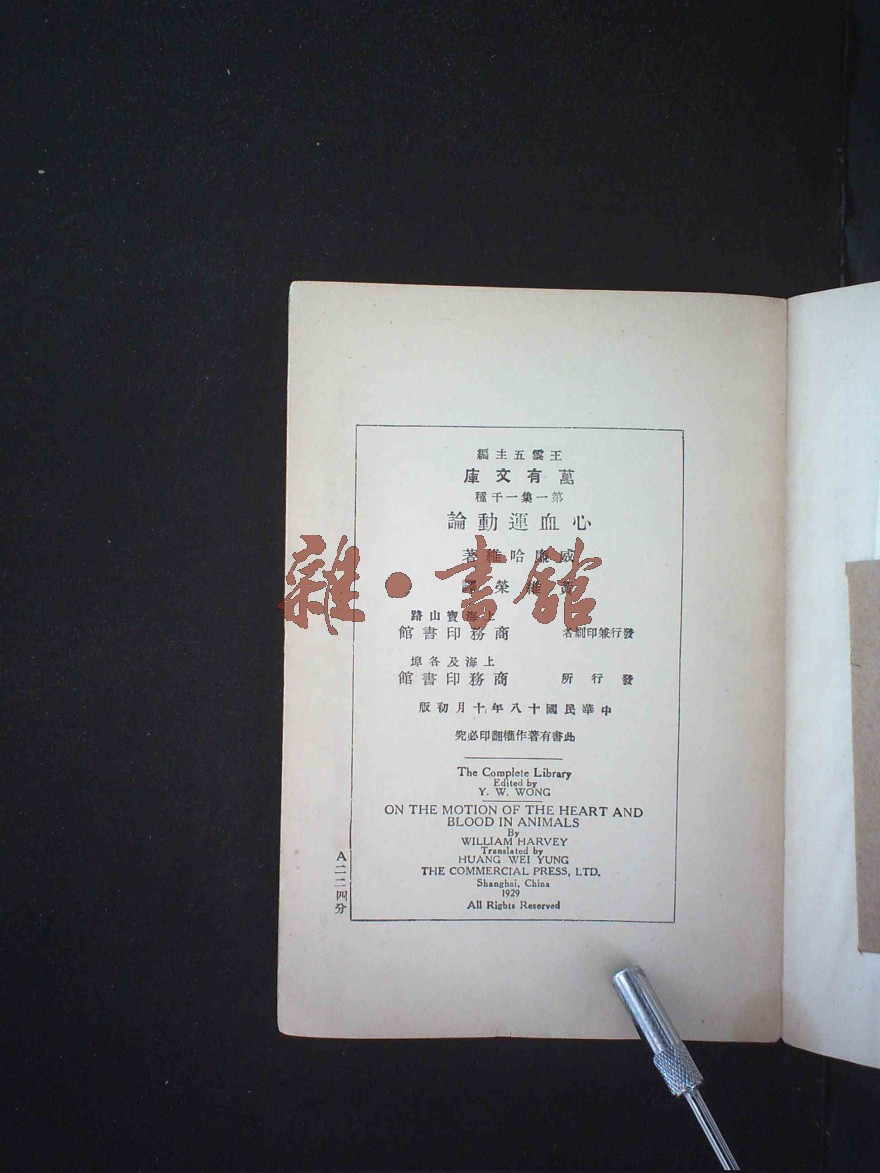 王雲五主編
萬有文庫
第一集一千種
心血運動論
威廉哈維著
黃維榮譯
上海寶山路
發行兼印刷者 商務印書館
上海及各埠
發行所 商務印書館
中華民國十八年十月初版
此書有著作權翻印必究
The Complete Library
Edited by
Y. W. WONG
ON THE MOTION OF THE HEART AND
BLOOD IN ANIMALS
By
WILLIAM HARVEY
Translated by
HUANG WEI YUNG
THE COMMERCIAL PRESS, LTD.
Shanghai, China
1929
All Rights Reserved
A二二四分
雜·書館